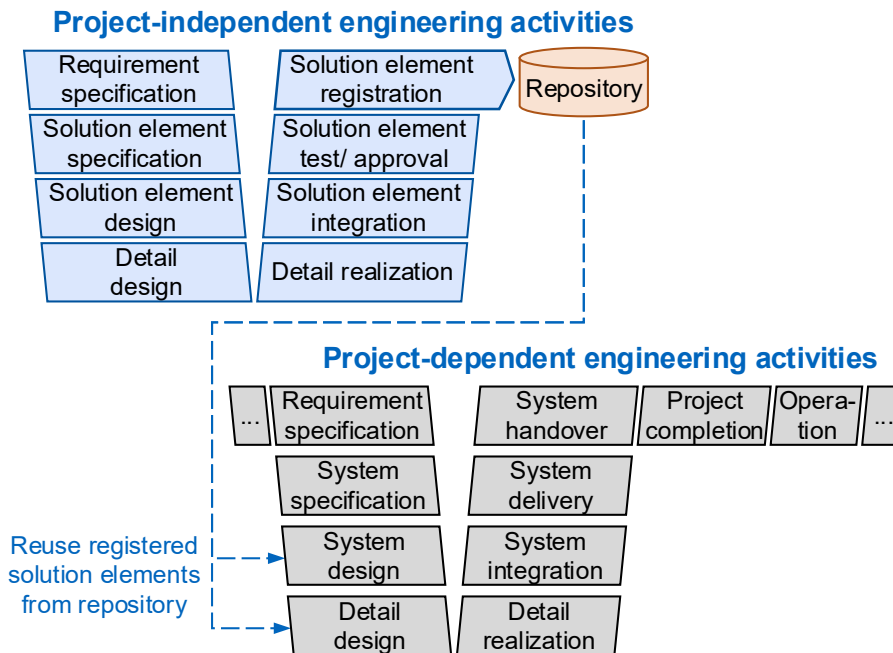 Project-independent engineering activities
Requirement
specification
Solution element
registration
Repository
Solution element
specification
Solution element
test/ approval
Solution element
design
Solution element
integration
Detail
design
Detail realization
Project-dependent engineering activities
...
Requirement
specification
System
handover
Project
completion
Opera-
tion
...
System
specification
System
delivery
Reuse registered
solution elements
from repository
System
design
System
integration
Detail
design
Detail
realization